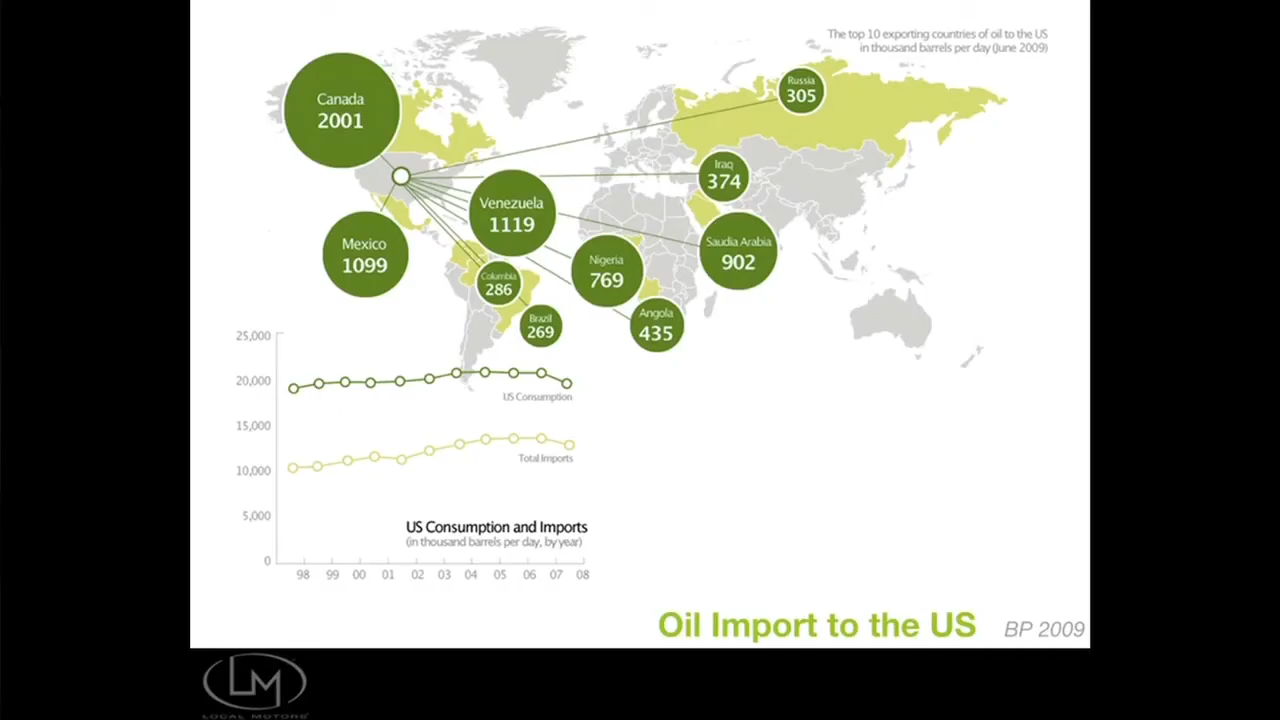 The top 10 exporting countries of oil to the US
in thousand barrels per day (June 2009)
Canada
2001
Russia
305
Iraq
374
Venezuela
1119
Mexico
1099
Saudia Arabia
902
Nigeria
769
Columbia
286
Brazil
269
Angola
435
25,000
20,000
15,000
10,000
5,000
0
US Consumption
Total Imports
US Consumption and Imports
(in thousand barrels per day, by year)
98 99 00 01 02 03 04 05 06 07 08
Oil Import to the US BP 2009
LM
LOCAL MOTORS